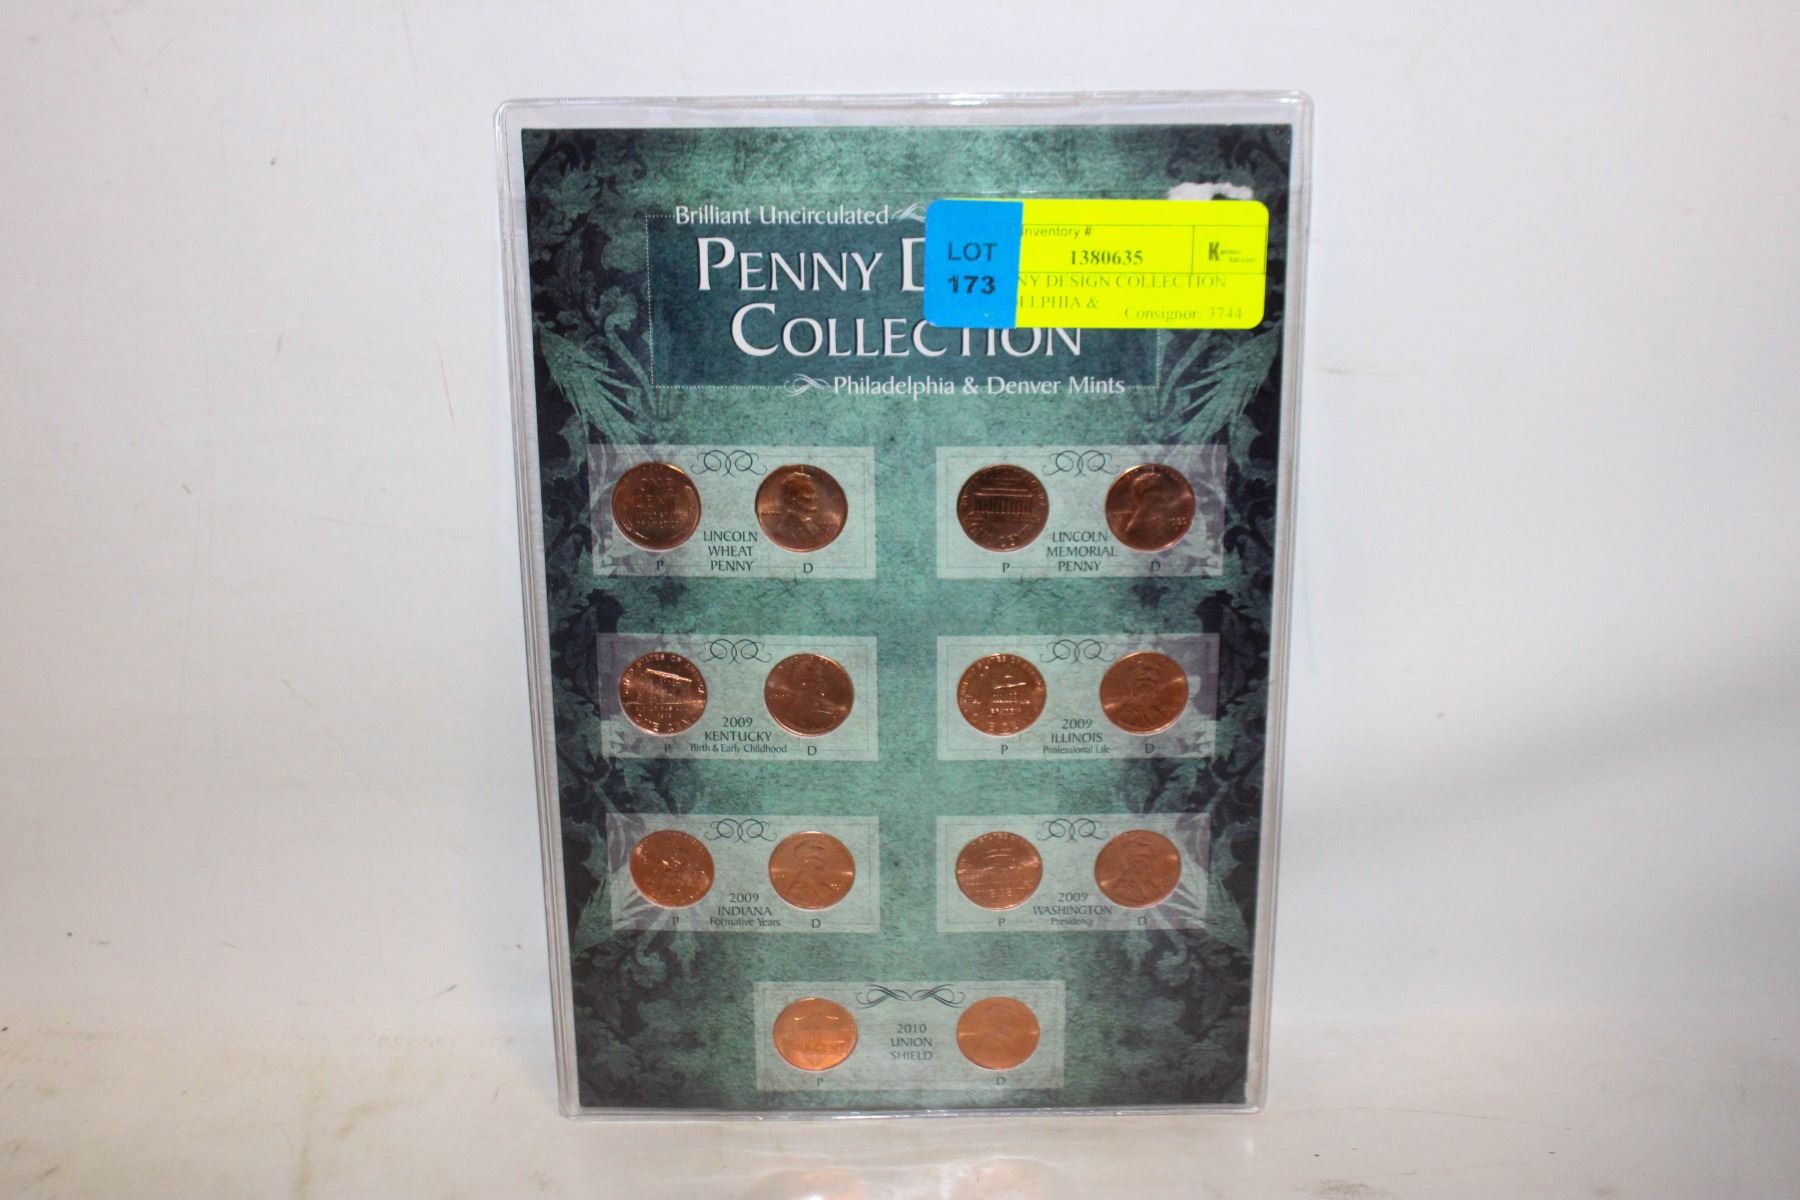 Brilliant Uncirculated
PENNY D
COLLECTION
Philadelphia & Denver Mints
LOT
173
Inventory #
1380635
NY DESIGN COLLECTION
DELPHIA &
Consignor: 3744
LINCOLN
WHEAT
PENNY
P
D
LINCOLN
MEMORIAL
PENNY
P
D
2009
KENTUCKY
Birth & Early Childhood
P
D
2009
ILLINOIS
Professional Life
P
D
2009
INDIANA
Formative Years
P
D
2009
WASHINGTON
Presidency
P
D
2010
UNION
SHIELD
P
D